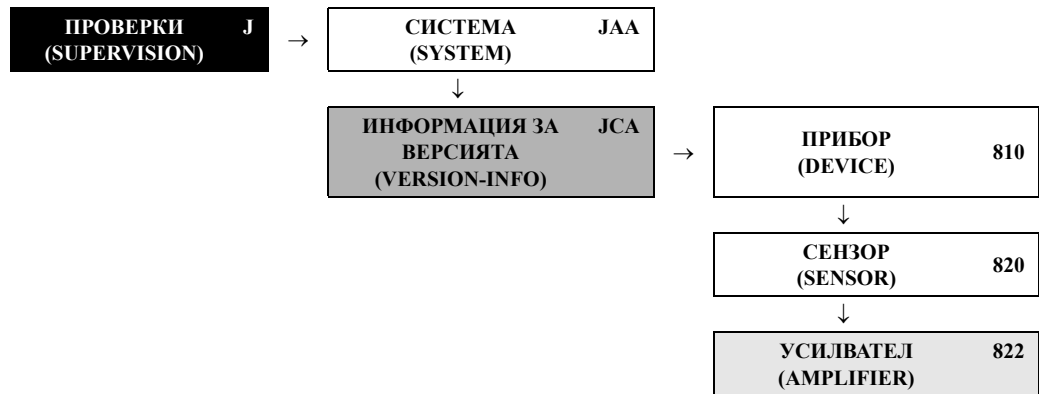 ПРОВЕРКИ J
(SUPERVISION)
→
СИСТЕМА JAA
(SYSTEM)
↓
ИНФОРМАЦИЯ ЗА JCA
ВЕРСИЯТА
(VERSION-INFO)
→
ПРИБОР
(DEVICE) 810
↓
СЕНЗОР
(SENSOR) 820
↓
УСИЛВАТЕЛ 822
(AMPLIFIER)